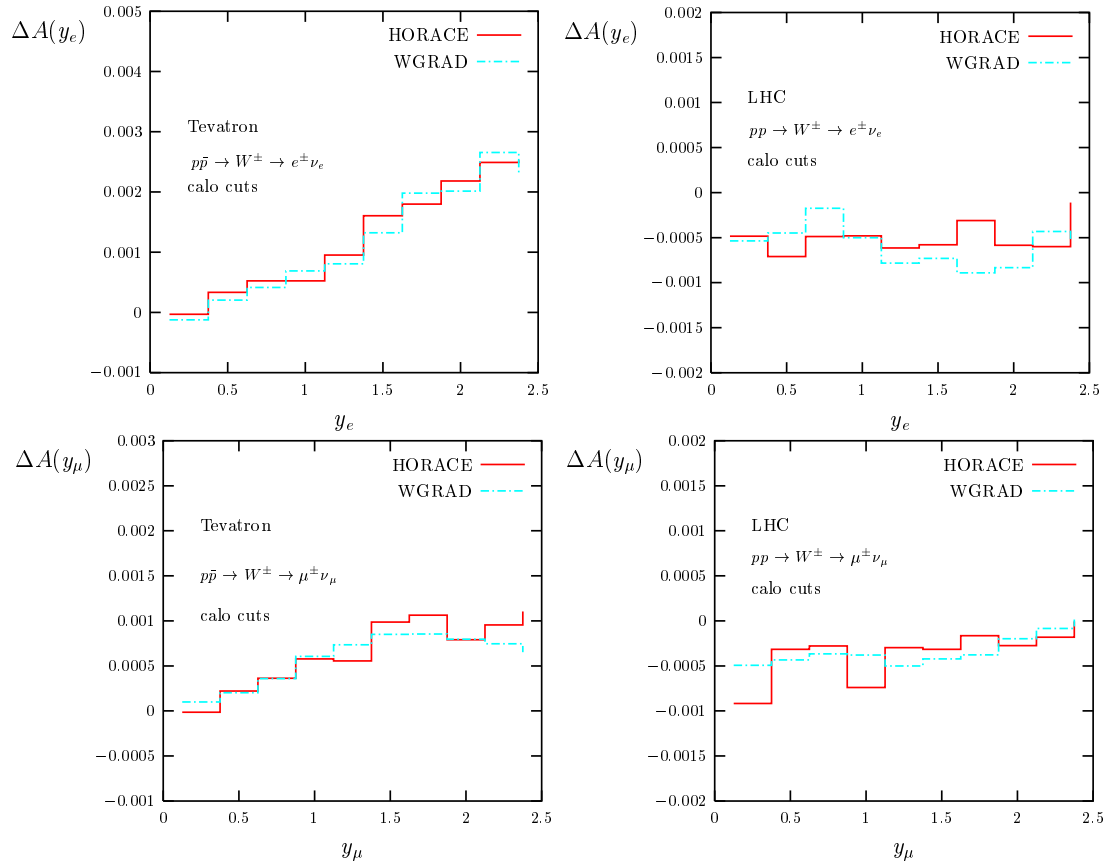 ΔA(y_e)
HORACE
WGRAD
Tevatron
pp̄ → W^± → e^±ν_e
calo cuts
0.005
0.004
0.003
0.002
0.001
0
−0.001
0
0.5
1
1.5
2
2.5
y_e
ΔA(y_e)
HORACE
WGRAD
LHC
pp → W^± → e^±ν_e
calo cuts
0.002
0.0015
0.001
0.0005
0
−0.0005
−0.001
−0.0015
−0.002
0
0.5
1
1.5
2
2.5
y_e
ΔA(y_μ)
HORACE
WGRAD
Tevatron
pp̄ → W^± → μ^±ν_μ
calo cuts
0.003
0.0025
0.002
0.0015
0.001
0.0005
0
−0.0005
−0.001
0
0.5
1
1.5
2
2.5
y_μ
ΔA(y_μ)
HORACE
WGRAD
LHC
pp → W^± → μ^±ν_μ
calo cuts
0.002
0.0015
0.001
0.0005
0
−0.0005
−0.001
−0.0015
−0.002
0
0.5
1
1.5
2
2.5
y_μ